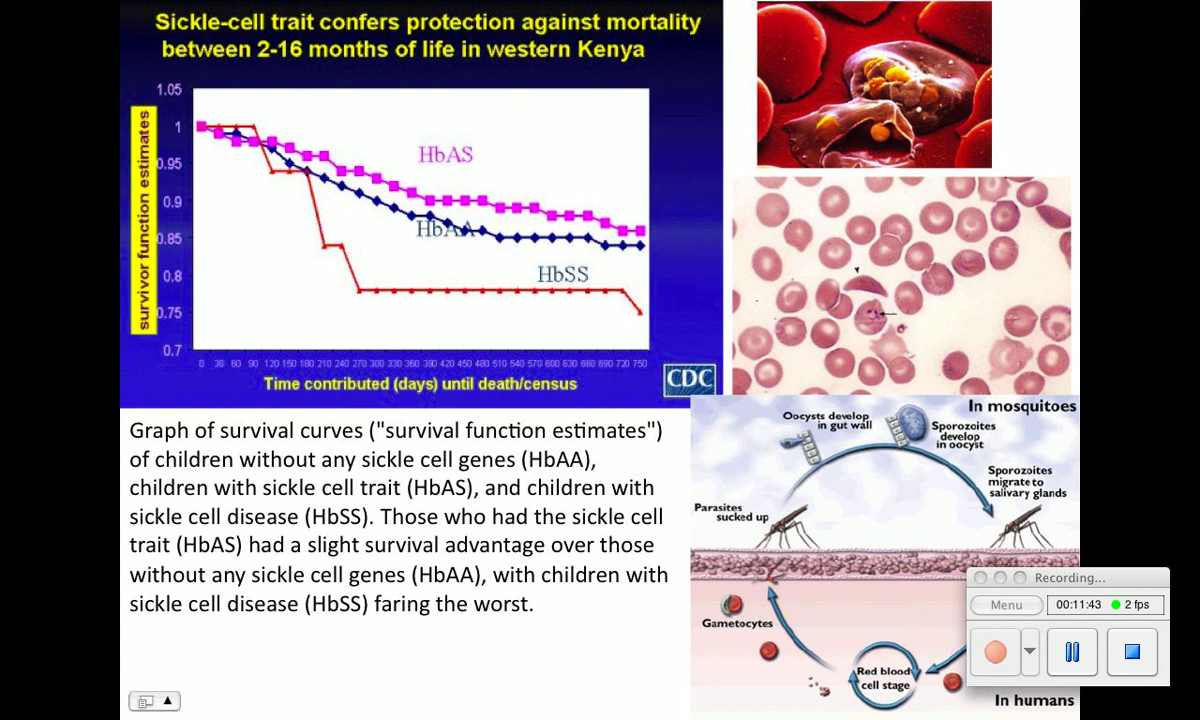 Sickle-cell trait confers protection against mortality
between 2-16 months of life in western Kenya
survivor function estimates
1.05
1
0.95
0.9
0.85
0.8
0.75
0.7
HbAS
HbAA
HbSS
0 30 60 90 120 150 180 210 240 270 300 330 360 390 420 450 480 510 540 570 600 630 660 690 720 750
Time contributed (days) until death/census
CDC
Graph of survival curves ("survival function estimates")
of children without any sickle cell genes (HbAA),
children with sickle cell trait (HbAS), and children with
sickle cell disease (HbSS). Those who had the sickle cell
trait (HbAS) had a slight survival advantage over those
without any sickle cell genes (HbAA), with children with
sickle cell disease (HbSS) faring the worst.
In mosquitoes
Oocysts develop
in gut wall
Sporozoites
develop
in oocyst
Sporozoites
migrate to
salivary glands
Parasites
sucked up
Gametocytes
Red blood
cell stage
In humans
Recording...
Menu
00:11:43
2 fps